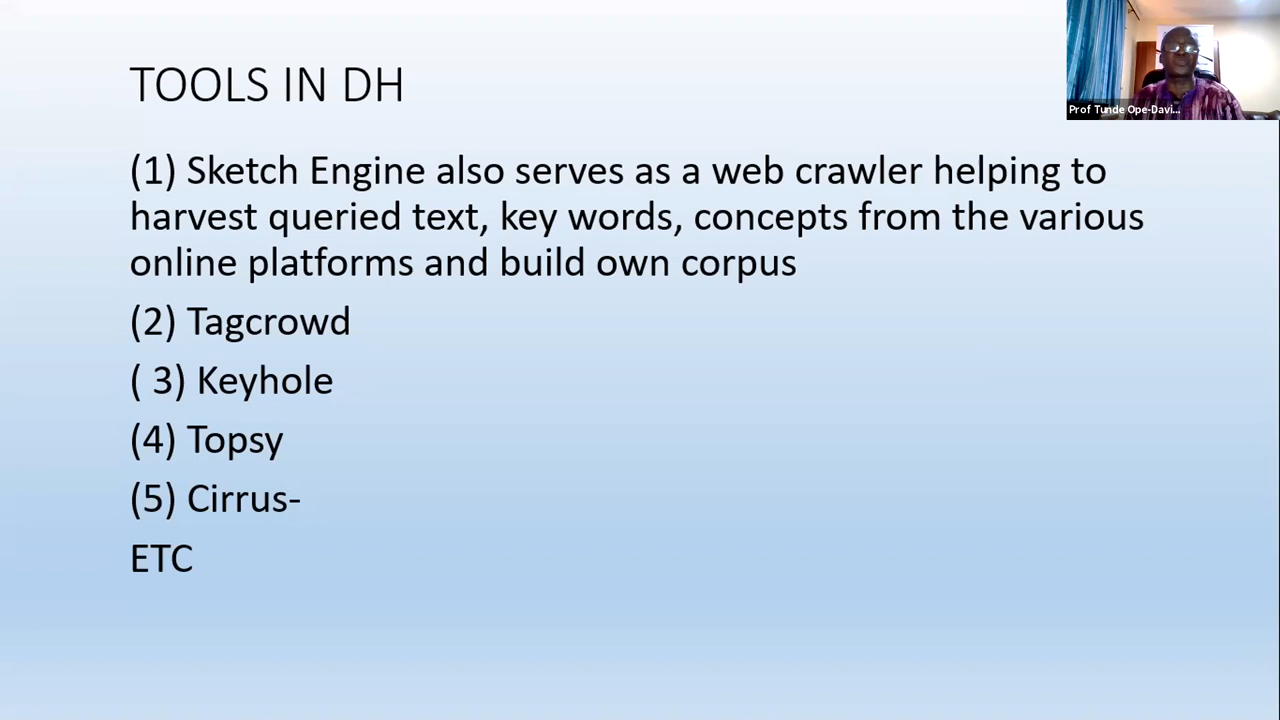 TOOLS IN DH
Prof Tunde Ope-Davi...
(1) Sketch Engine also serves as a web crawler helping to
harvest queried text, key words, concepts from the various
online platforms and build own corpus
(2) Tagcrowd
( 3) Keyhole
(4) Topsy
(5) Cirrus-
ETC